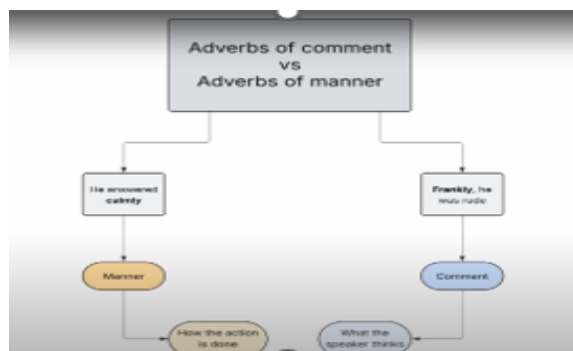 Adverbs of comment
vs
Adverbs of manner
He answered
calmly
Frankly, he
was rude
Manner
Comment
How the action
is done
What the
speaker thinks